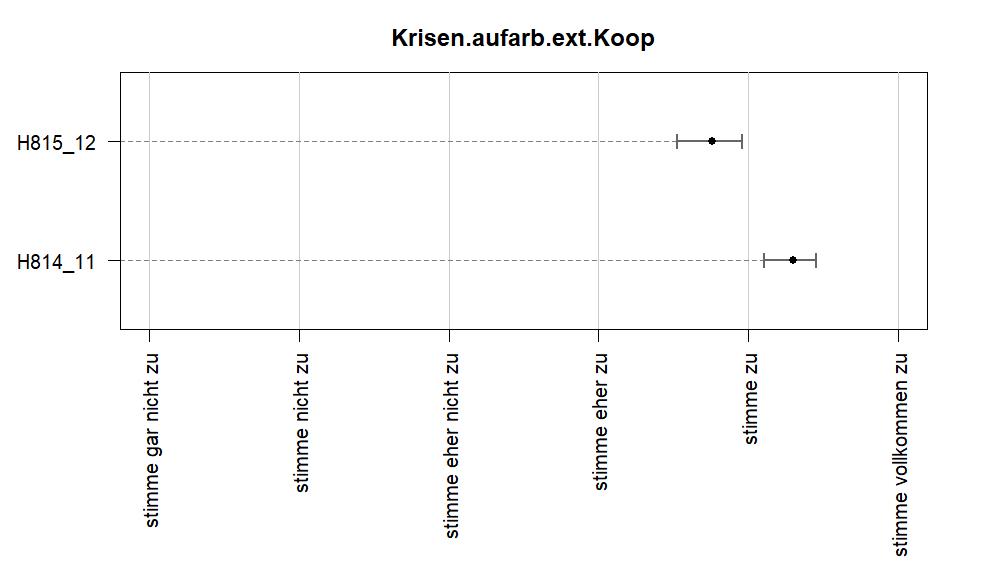 Krisen.aufarb.ext.Koop
H815_12
H814_11
stimme gar nicht zu
stimme nicht zu
stimme eher nicht zu
stimme eher zu
stimme zu
stimme vollkommen zu